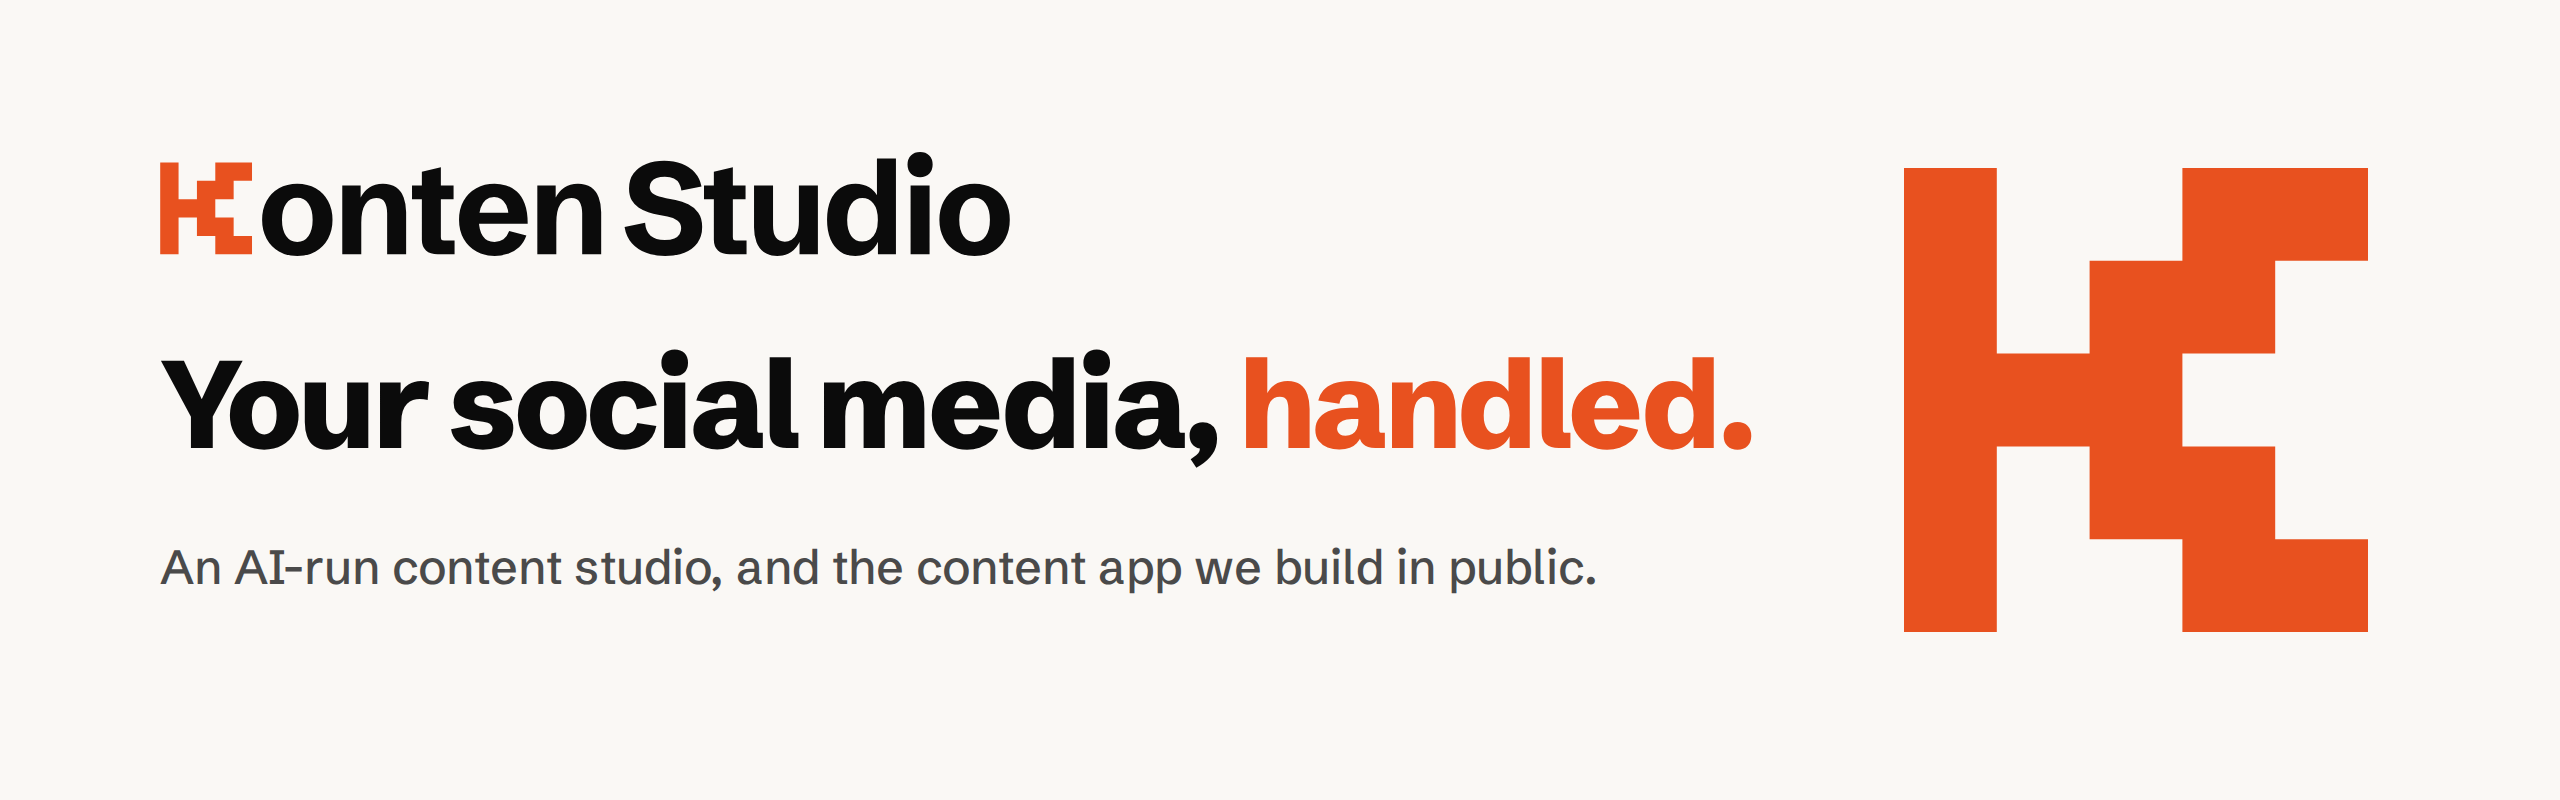 Konten Studio
Your social media, handled.
An AI-run content studio, and the content app we build in public.
K